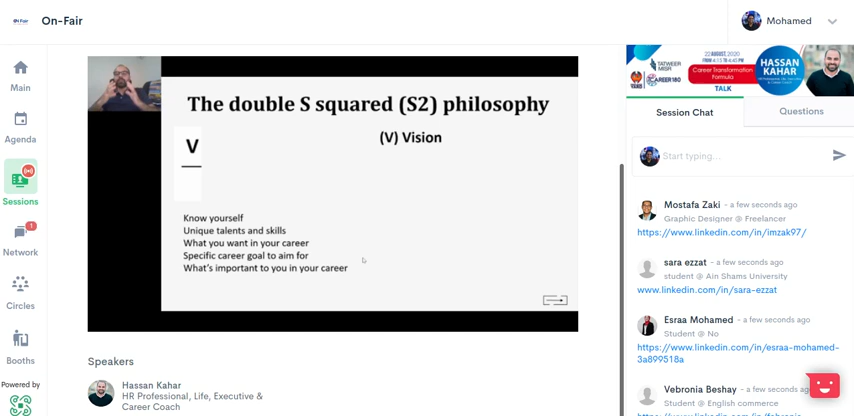 On-Fair
Mohamed
Main
Agenda
Sessions
Network
1
Circles
Booths
Powered by
The double S squared (S2) philosophy
(V) Vision
V
Know yourself
Unique talents and skills
What you want in your career
Specific career goal to aim for
What's important to you in your career
Speakers
Hassan Kahar
HR Professional, Life, Executive &
Career Coach
22 AUGUST 2020
TATWEER
MISR
CAREER 180
Career Transformation
Formula
TALK
HASSAN
KAHAR
Session Chat
Questions
Start typing...
Mostafa Zaki - a few seconds ago
Graphic Designer @ Freelancer
https://www.linkedin.com/in/imzak97/
sara ezzat - a few seconds ago
student @ Ain Shams University
www.linkedin.com/in/sara-ezzat
Esraa Mohamed - a few seconds ago
Student @ No
https://www.linkedin.com/in/esraa-mohamed-
3a899518a
Vebronia Beshay - a few seconds ago
Student @ English commerce